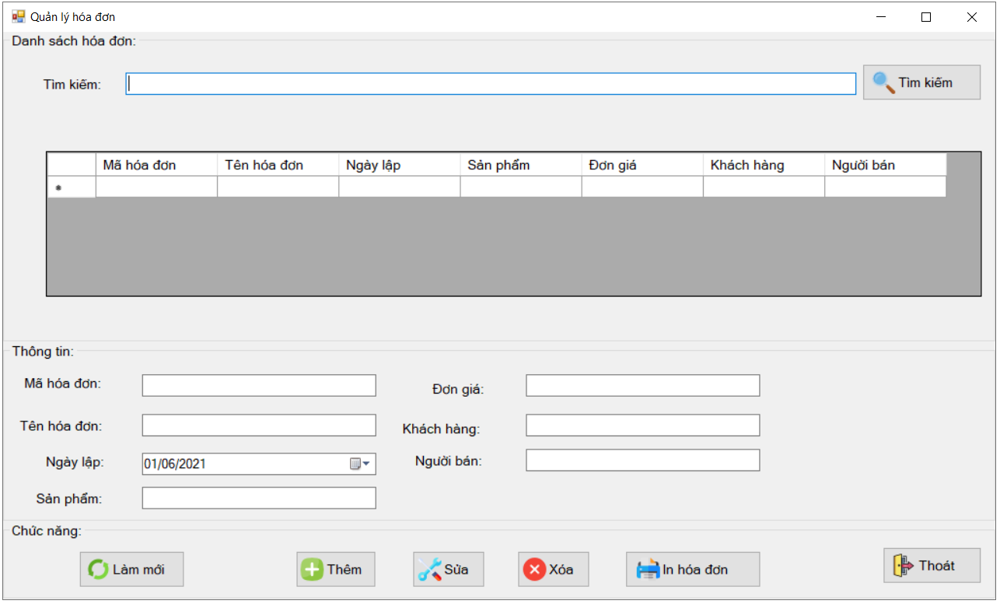 Quản lý hóa đơn
Danh sách hóa đơn:
Tìm kiếm:
Tìm kiếm
Mã hóa đơn Tên hóa đơn Ngày lập Sản phẩm Đơn giá Khách hàng Người bán
*
Thông tin:
Mã hóa đơn:
Đơn giá:
Tên hóa đơn:
Khách hàng:
Ngày lập: 01/06/2021
Người bán:
Sản phẩm:
Chức năng:
Làm mới Thêm Sửa Xóa In hóa đơn Thoát